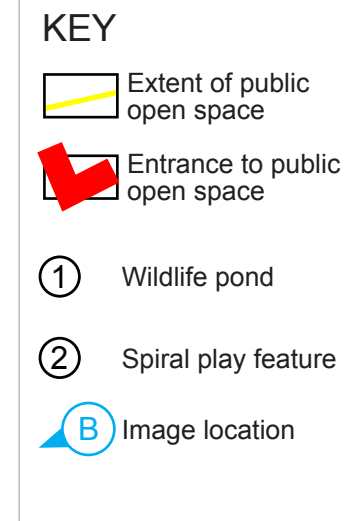 KEY
Extent of public
open space
Entrance to public
open space
1 Wildlife pond
2 Spiral play feature
B Image location